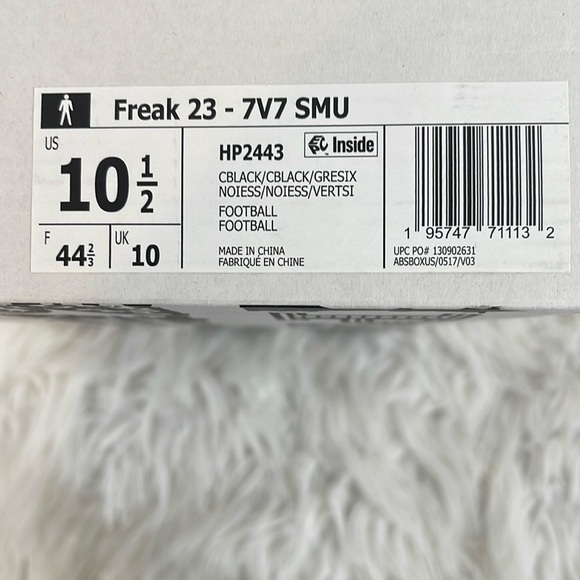 Freak 23 - 7V7 SMU
US
10 1/2
F
44 2/3
UK
10
HP2443
Inside
CBLACK/CBLACK/GRESIX
NOIESS/NOIESS/VERTSI
FOOTBALL
FOOTBALL
MADE IN CHINA
FABRIQUÉ EN CHINE
1 95747 71113 2
UPC PO# 130902631
ABSBOXUS/0517/V03